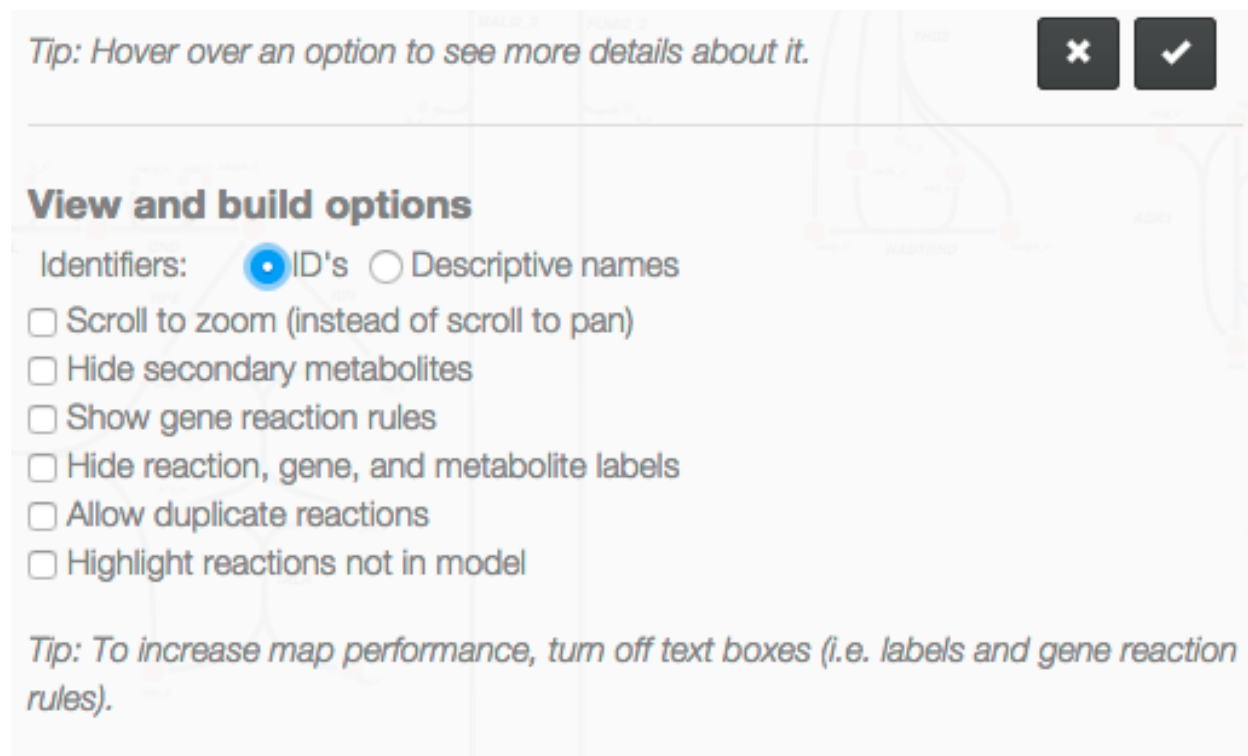 Tip: Hover over an option to see more details about it.
View and build options
Identifiers: ID's Descriptive names
Scroll to zoom (instead of scroll to pan)
Hide secondary metabolites
Show gene reaction rules
Hide reaction, gene, and metabolite labels
Allow duplicate reactions
Highlight reactions not in model
Tip: To increase map performance, turn off text boxes (i.e. labels and gene reaction
rules).